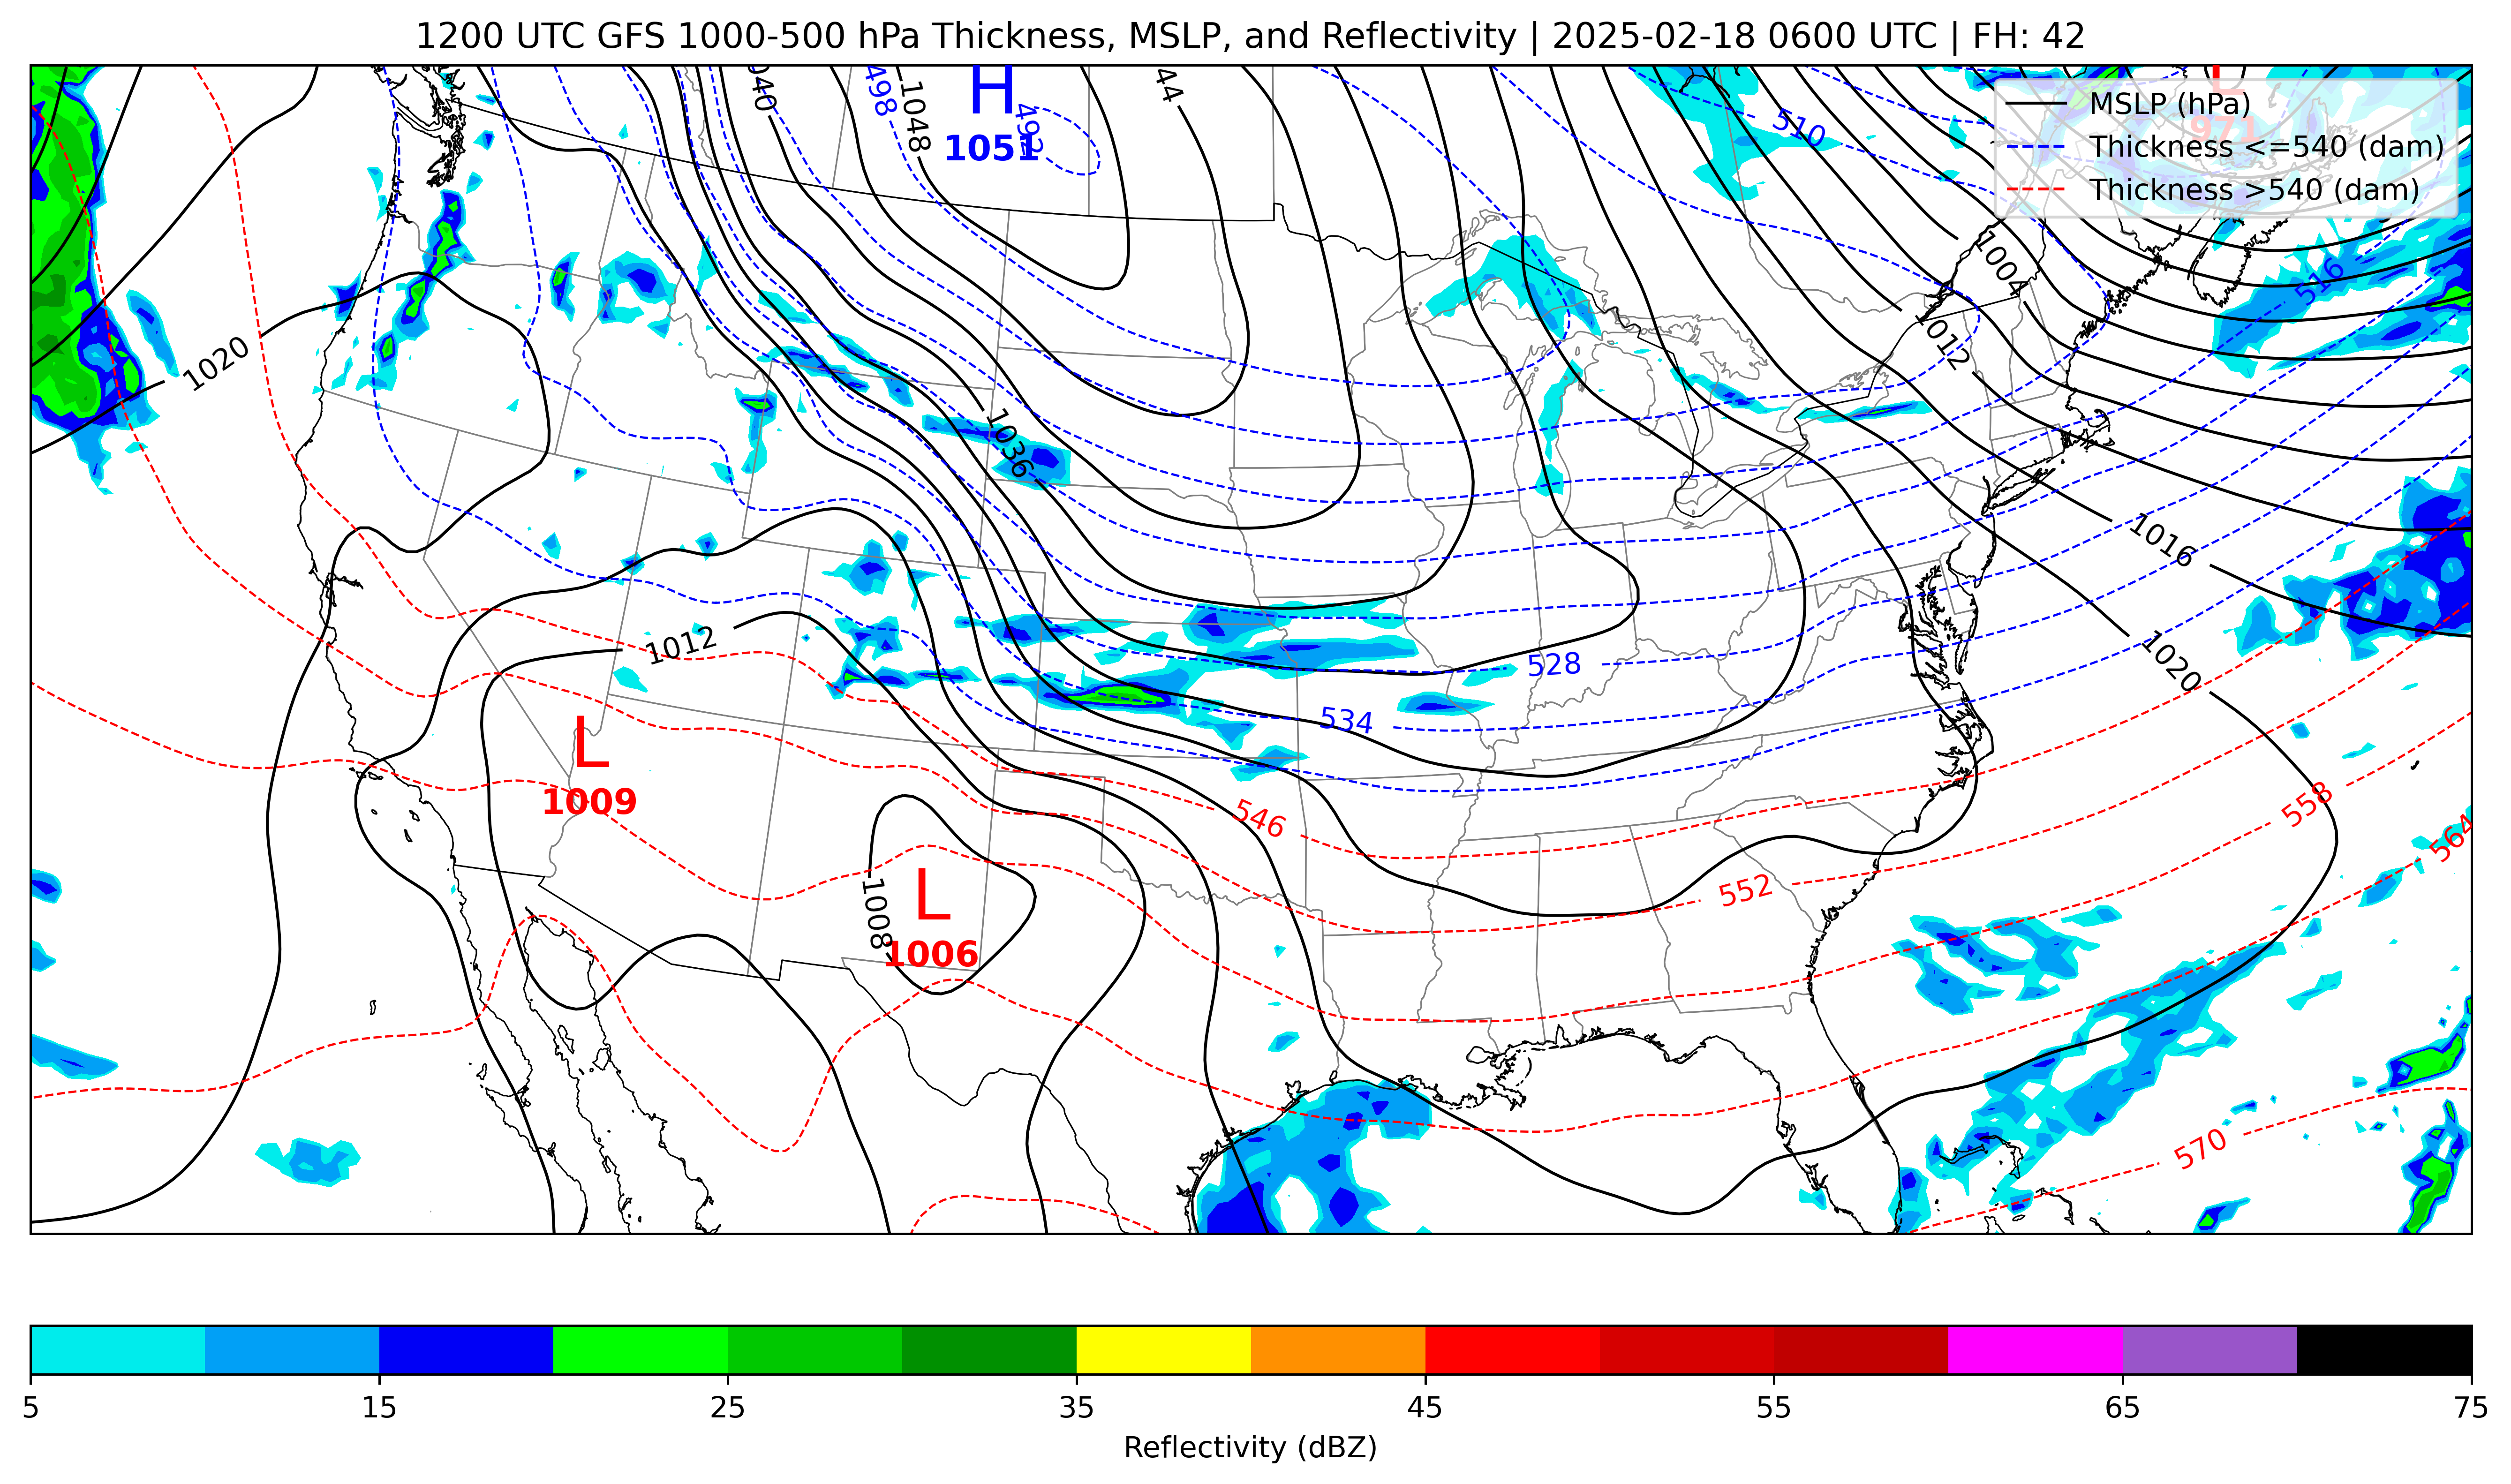 1200 UTC GFS 1000-500 hPa Thickness, MSLP, and Reflectivity | 2025-02-18 0600 UTC | FH: 42
MSLP (hPa)
Thickness <=540 (dam)
Thickness >540 (dam)
L
971
H
1051
1040
498
1048
492
44
510
1004
516
1012
1020
1036
1016
1012
528
1020
534
L
1009
546
558
564
552
1008
L
1006
570
5 15 25 35 45 55 65 75
Reflectivity (dBZ)